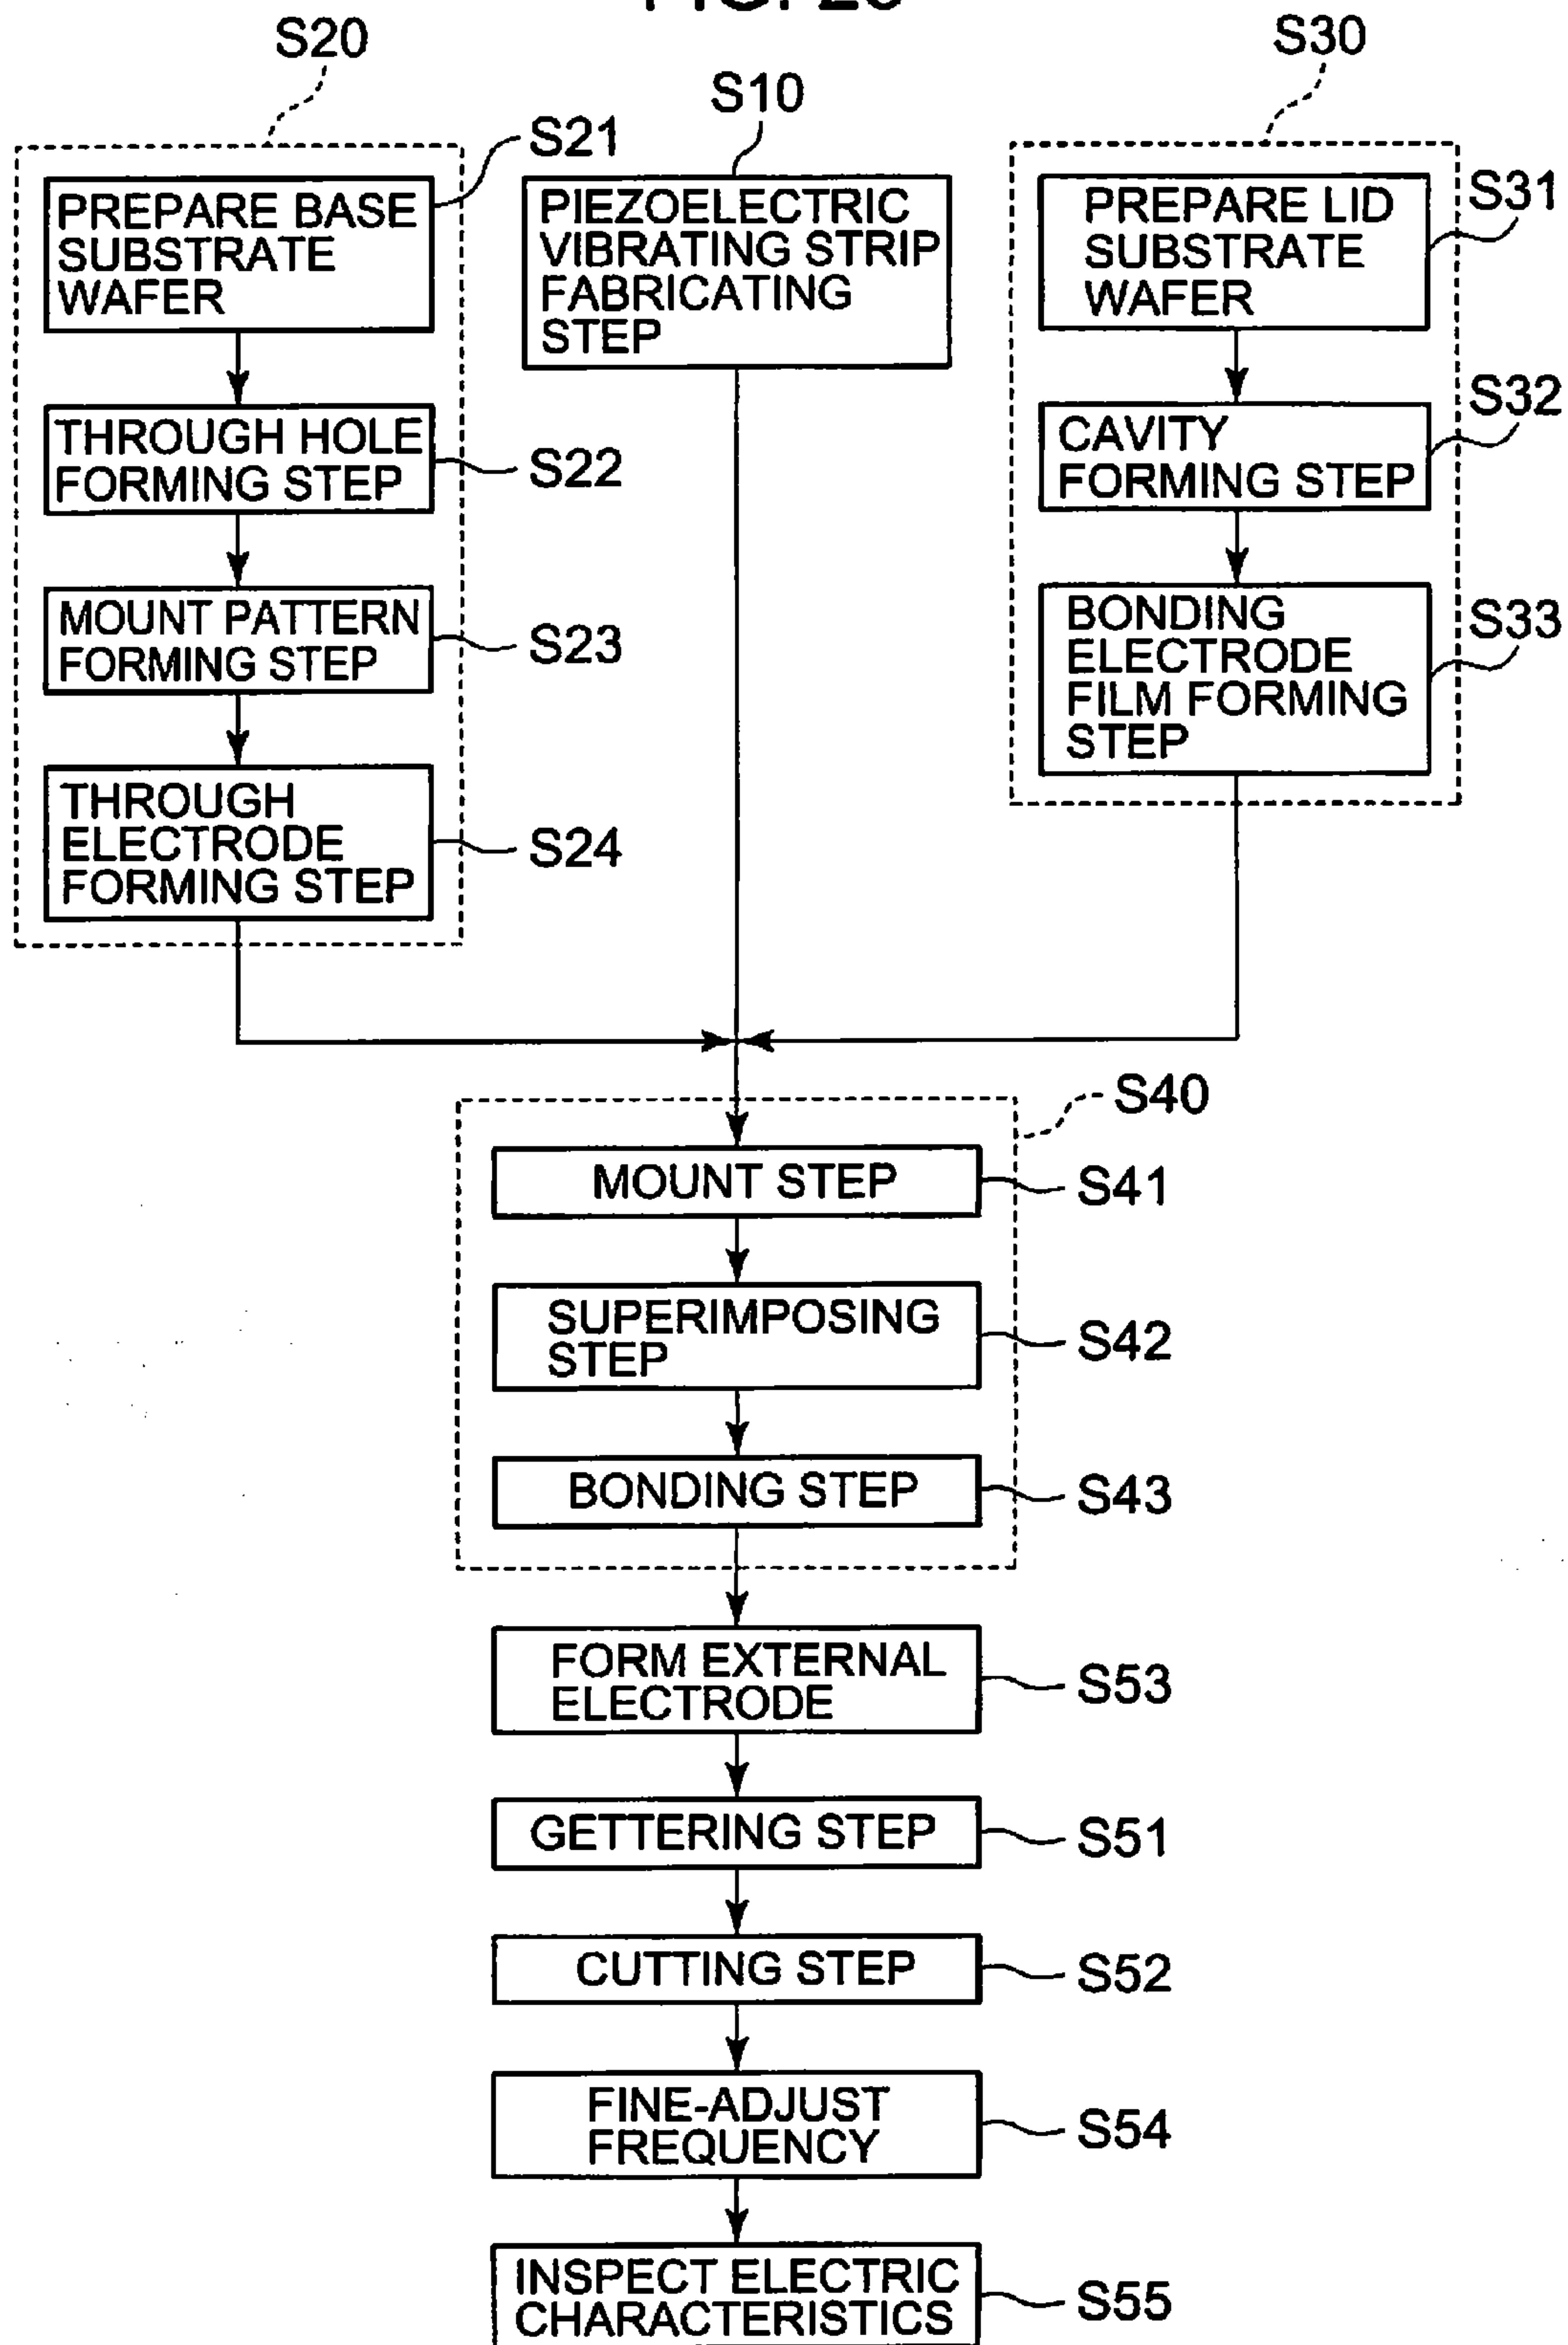 S20
S10
S30
S21
PREPARE BASE
SUBSTRATE
WAFER
PIEZOELECTRIC
VIBRATING STRIP
FABRICATING
STEP
PREPARE LID
SUBSTRATE
WAFER
S31
THROUGH HOLE
FORMING STEP
S22
CAVITY
FORMING STEP
S32
MOUNT PATTERN
FORMING STEP
S23
BONDING
ELECTRODE
FILM FORMING
STEP
S33
THROUGH
ELECTRODE
FORMING STEP
S24
S40
MOUNT STEP
S41
SUPERIMPOSING
STEP
S42
BONDING STEP
S43
FORM EXTERNAL
ELECTRODE
S53
GETTERING STEP
S51
CUTTING STEP
S52
FINE-ADJUST
FREQUENCY
S54
INSPECT ELECTRIC
CHARACTERISTICS
S55